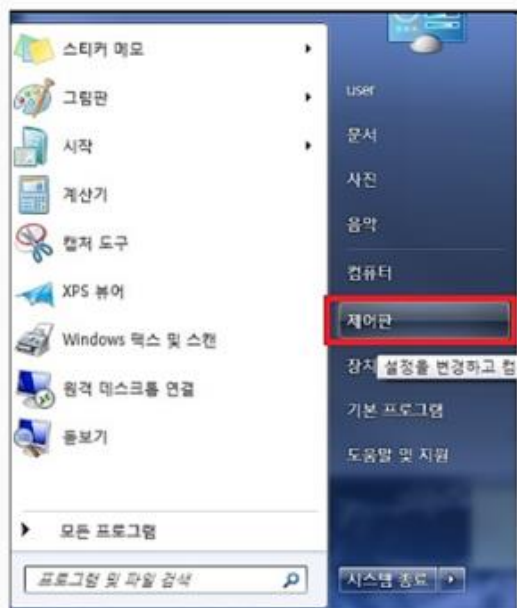 스티커 메모
그림판
시작
계산기
캡처 도구
XPS 뷰어
Windows 팩스 및 스캔
원격 데스크톱 연결
돋보기
모든 프로그램
프로그램 및 파일 검색
user
문서
사진
음악
컴퓨터
제어판
장치
설정을 변경하고 컴
기본 프로그램
도움말 및 지원
시스템 종료